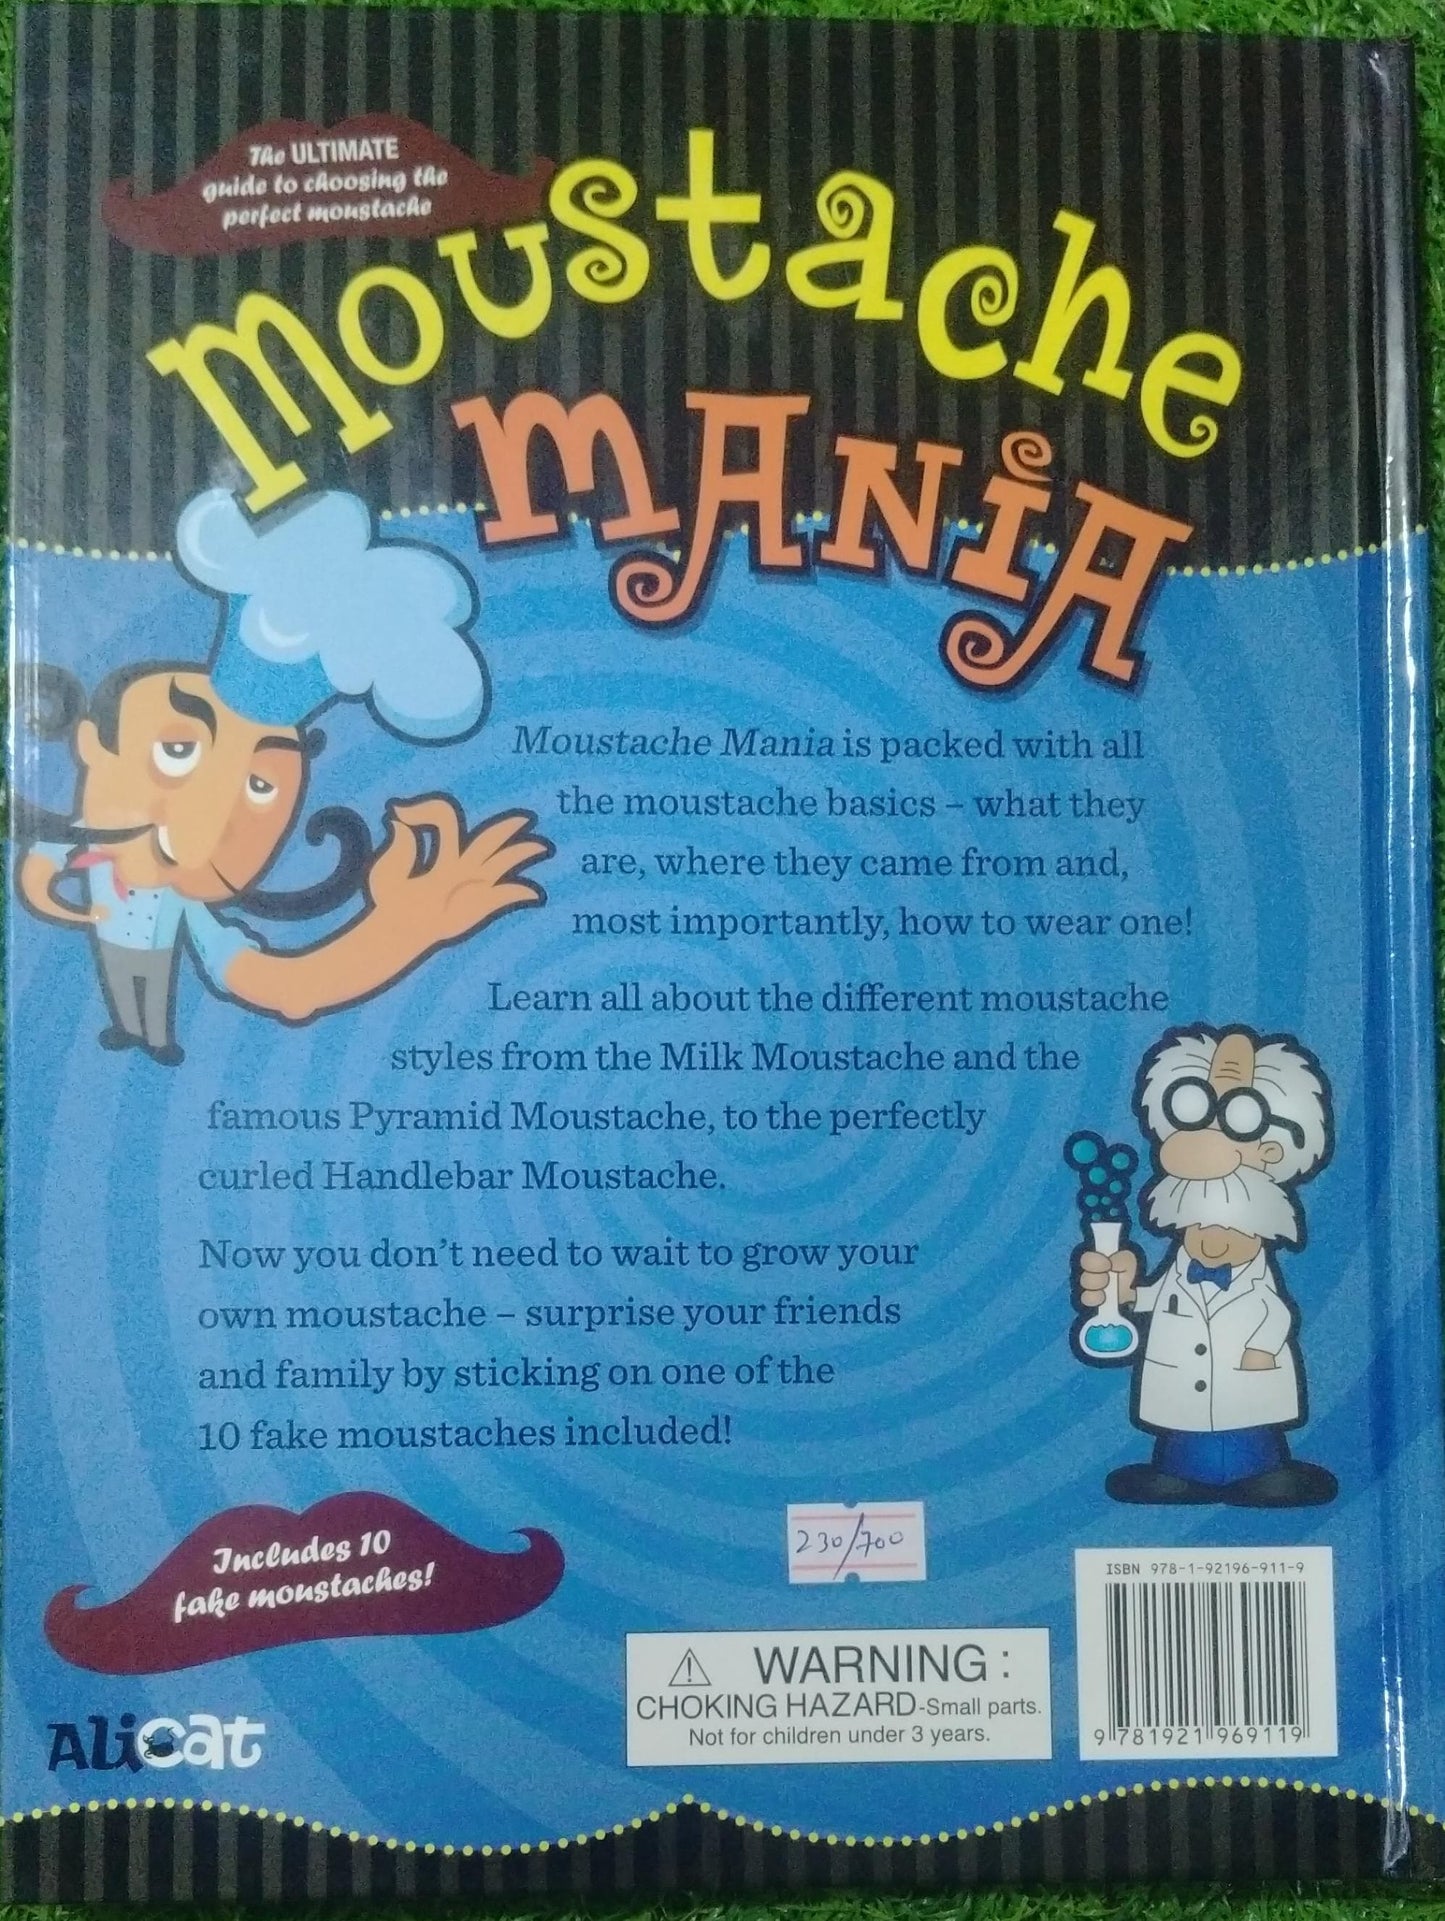 The ULTIMATE
guide to choosing the
perfect moustache
Moustache
MANIA
Moustache Mania is packed with all
the moustache basics – what they
are, where they came from and,
most importantly, how to wear one!
Learn all about the different moustache
styles from the Milk Moustache and the
famous Pyramid Moustache, to the perfectly
curled Handlebar Moustache.
Now you don't need to wait to grow your
own moustache – surprise your friends
and family by sticking on one of the
10 fake moustaches included!
Includes 10
fake moustaches!
230/700
ISBN 978-1-92196-911-9
WARNING :
CHOKING HAZARD-Small parts.
Not for children under 3 years.
9 781921 969119
Alicat